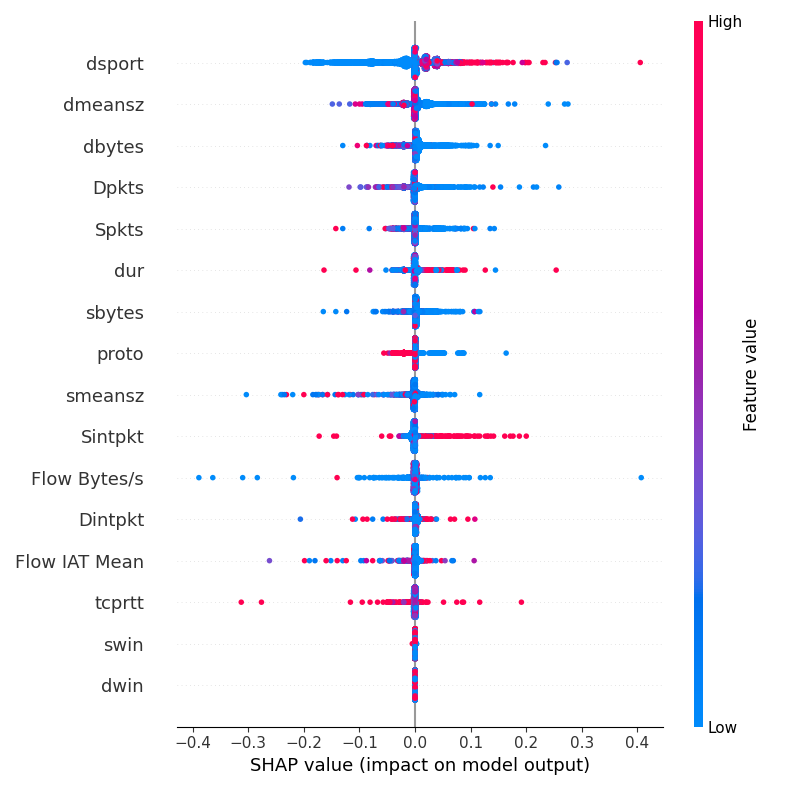 High
dsport
dmeansz
dbytes
Dpkts
Spkts
dur
sbytes
proto
smeansz
Sintpkt
Flow Bytes/s
Dintpkt
Flow IAT Mean
tcprtt
swin
dwin
Feature value
Low
−0.4 −0.3 −0.2 −0.1 0.0 0.1 0.2 0.3 0.4
SHAP value (impact on model output)